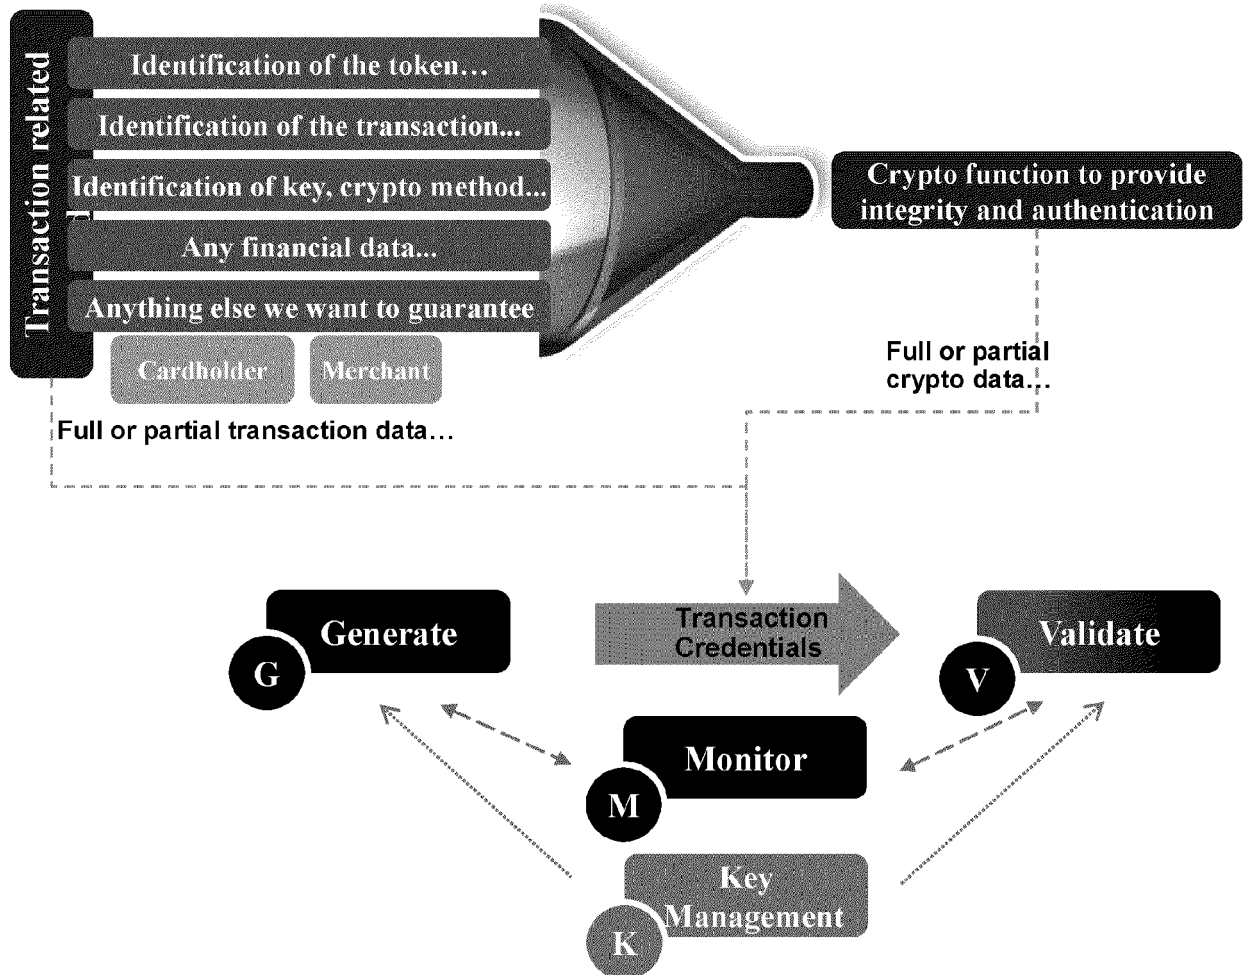 Transaction related
Identification of the token…
Identification of the transaction...
Identification of key, crypto method...
Any financial data...
Anything else we want to guarantee
Cardholder
Merchant
Crypto function to provide
integrity and authentication
Full or partial
crypto data…
Full or partial transaction data…
Generate
G
Transaction
Credentials
Validate
V
Monitor
M
Key
Management
K